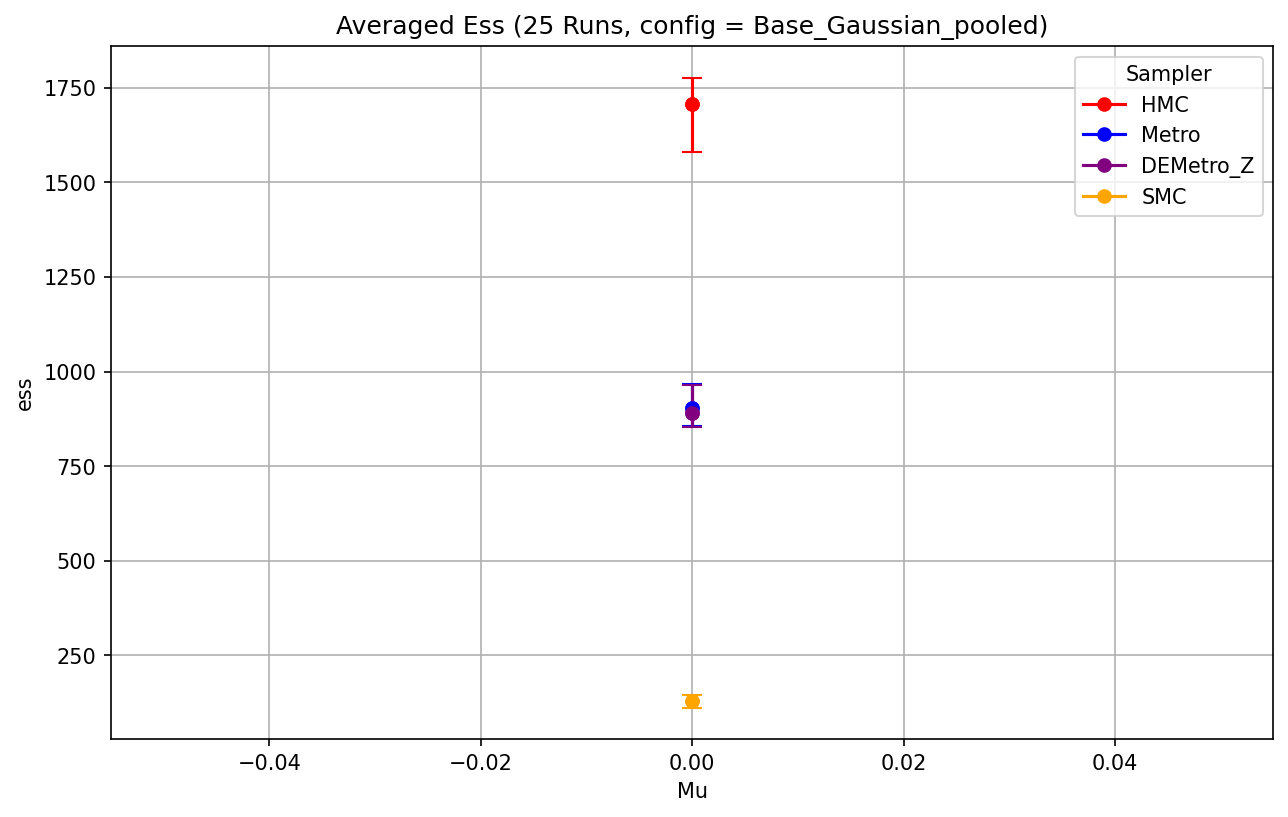 Averaged Ess (25 Runs, config = Base_Gaussian_pooled)
Sampler
HMC
Metro
DEMetro_Z
SMC
ess
1750
1500
1250
1000
750
500
250
−0.04
−0.02
0.00
0.02
0.04
Mu